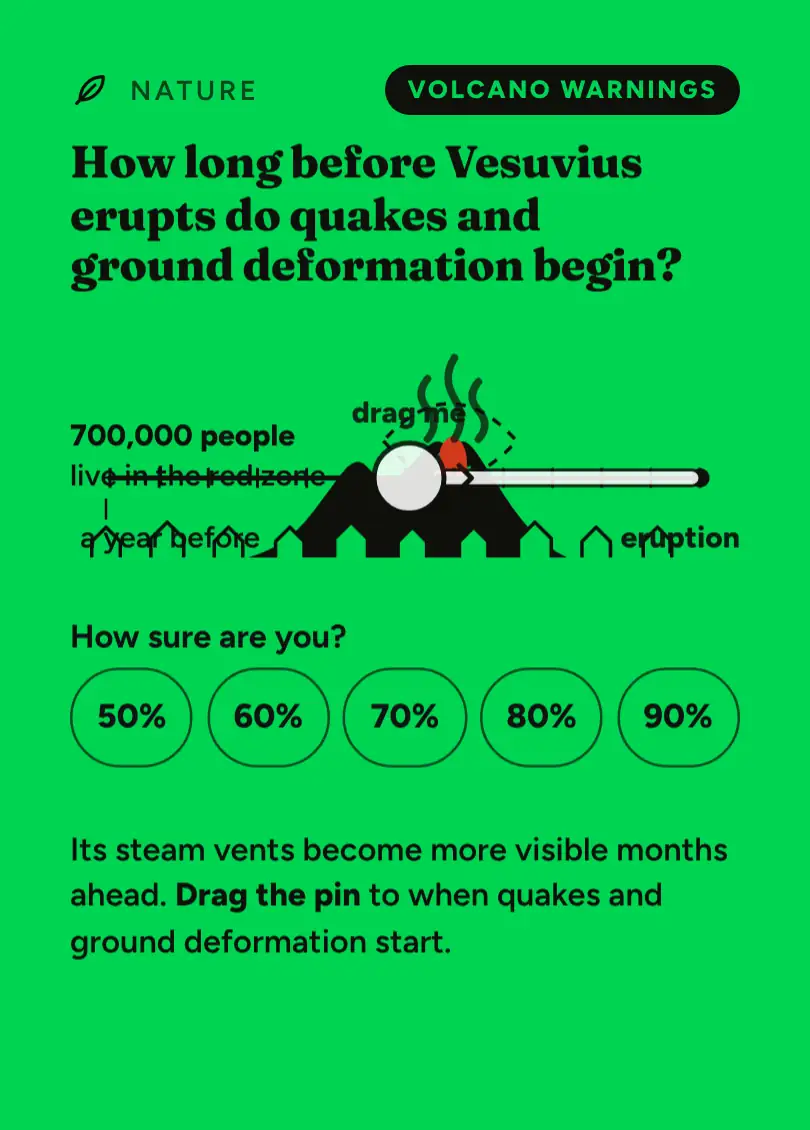 NATURE
VOLCANO WARNINGS
How long before Vesuvius
erupts do quakes and
ground deformation begin?
drag me
700,000 people
live in the red zone
a year before
eruption
How sure are you?
50%
60%
70%
80%
90%
Its steam vents become more visible months
ahead. Drag the pin to when quakes and
ground deformation start.